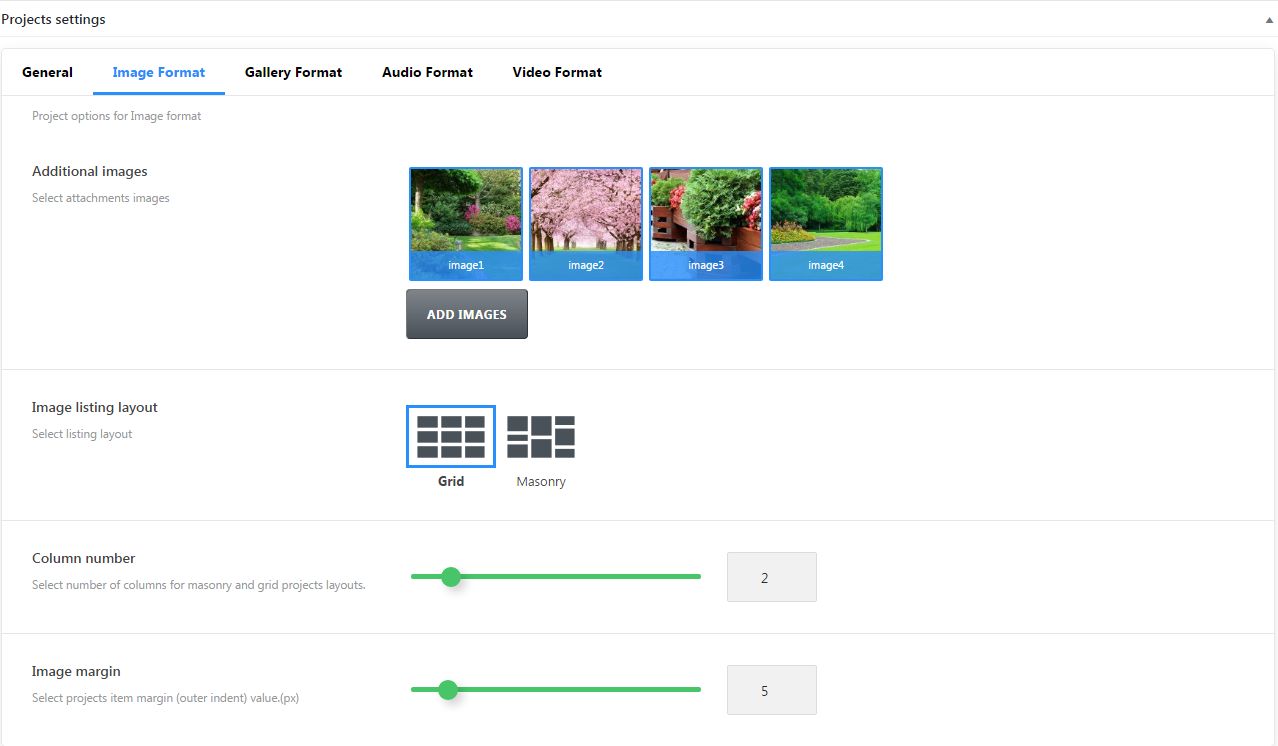 Projects settings
General Image Format Gallery Format Audio Format Video Format
Project options for Image format
Additional images
Select attachments images
image1 image2 image3 image4
ADD IMAGES
Image listing layout
Select listing layout
Grid Masonry
Column number
Select number of columns for masonry and grid projects layouts.
2
Image margin
Select projects item margin (outer indent) value.(px)
5